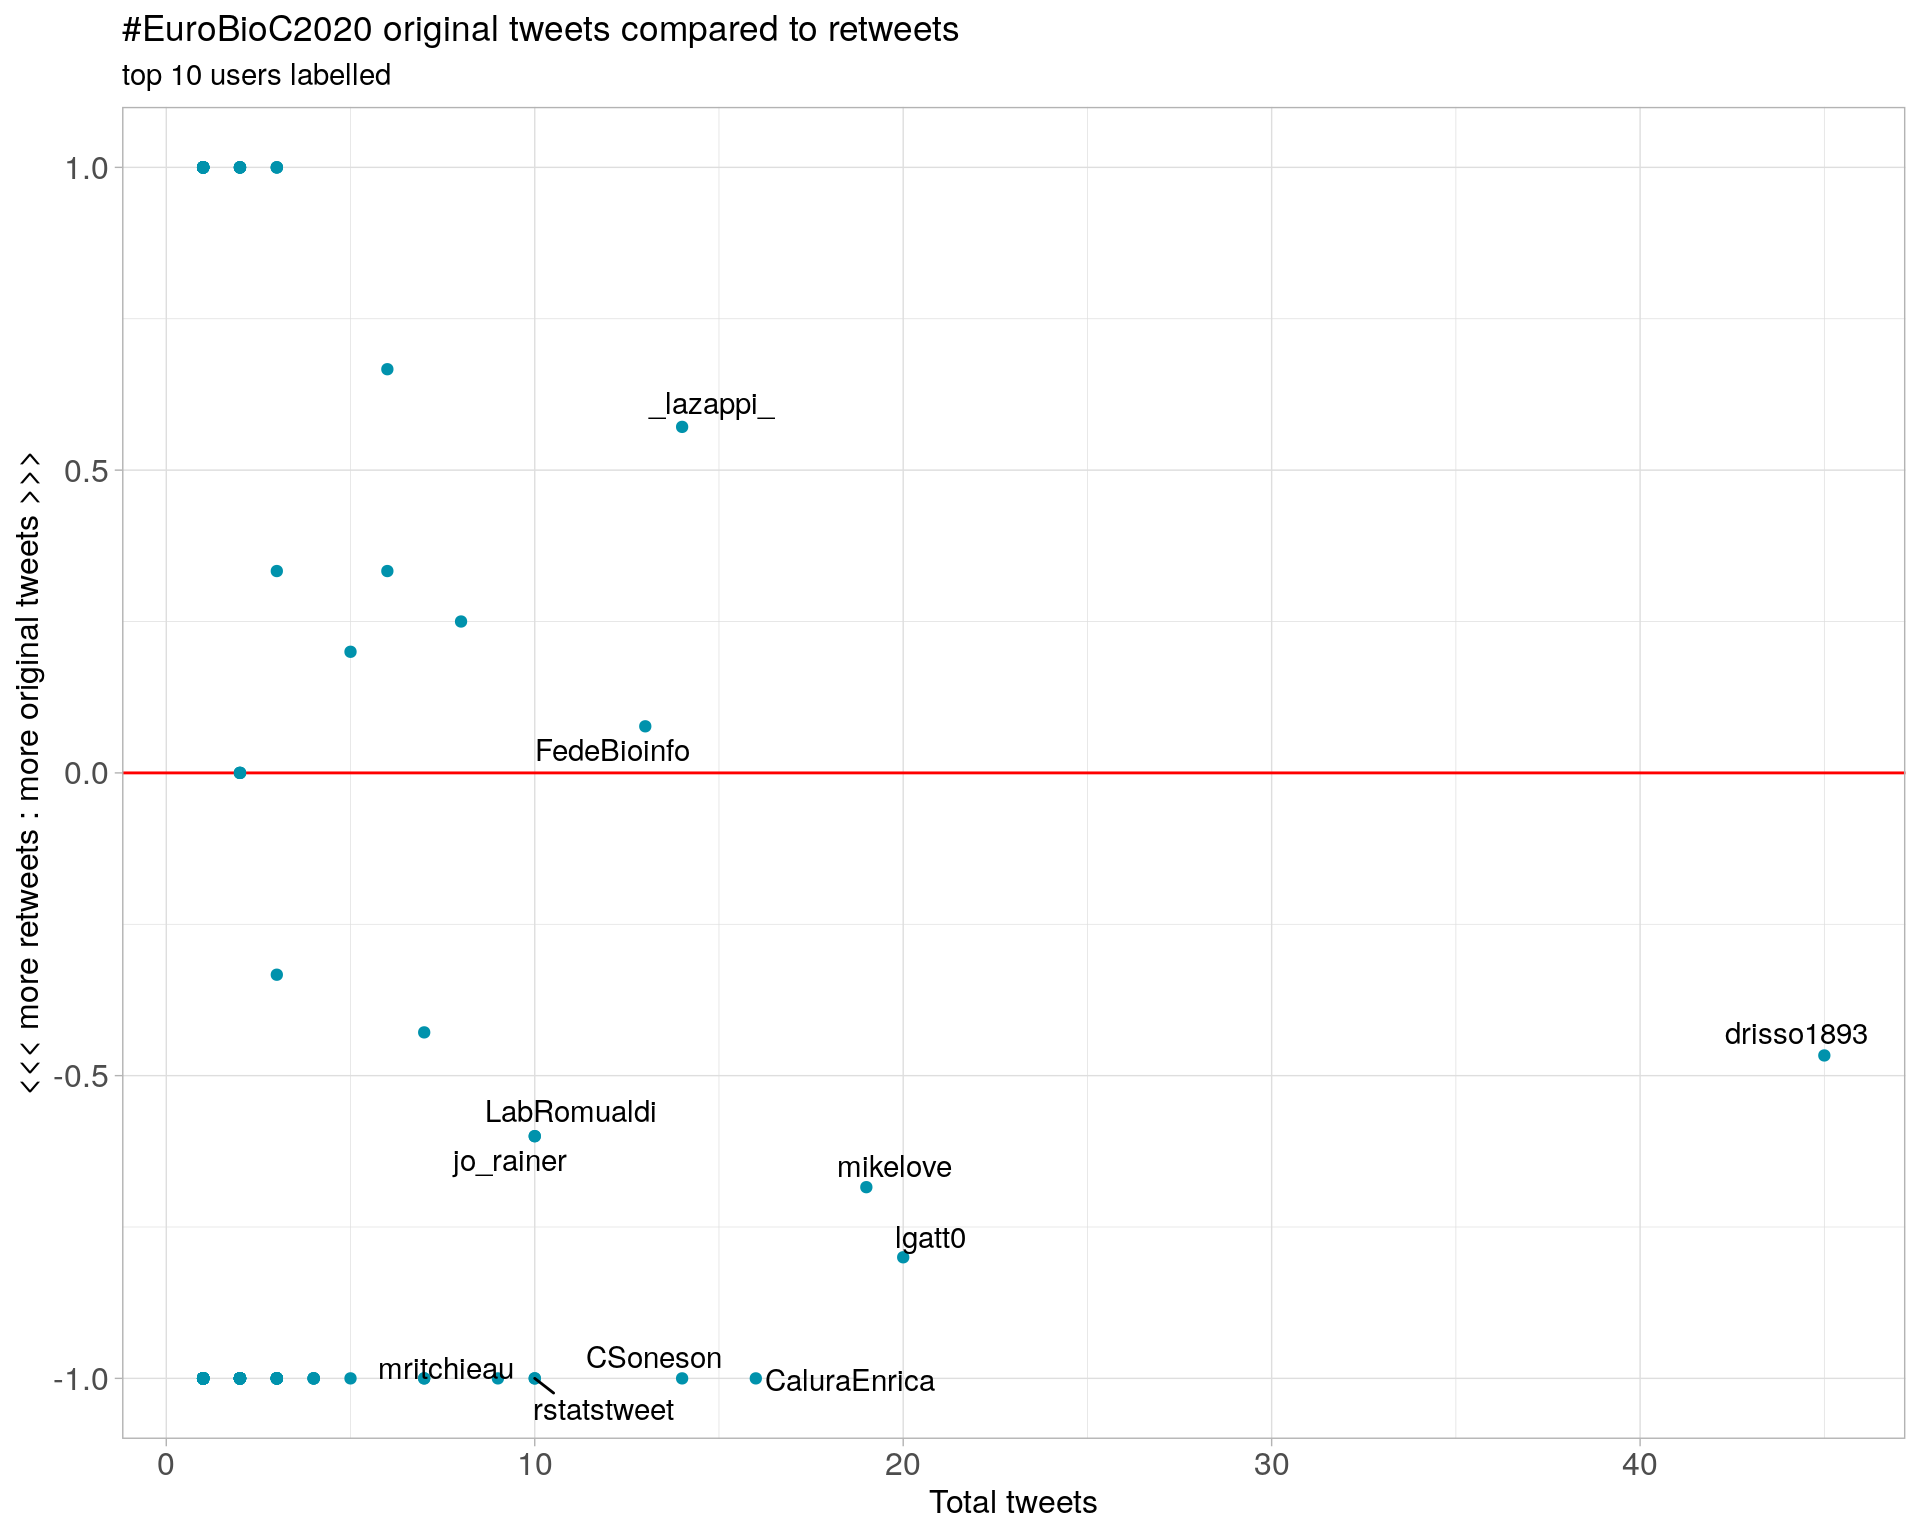 #EuroBioC2020 original tweets compared to retweets
top 10 users labelled
<<< more retweets : more original tweets >>>
1.0
0.5
0.0
-0.5
-1.0
_lazappi_
FedeBioinfo
drisso1893
LabRomualdi
jo_rainer
mikelove
lgatt0
CSoneson
mritchieau
CaluraEnrica
rstatstweet
0 10 20 30 40
Total tweets